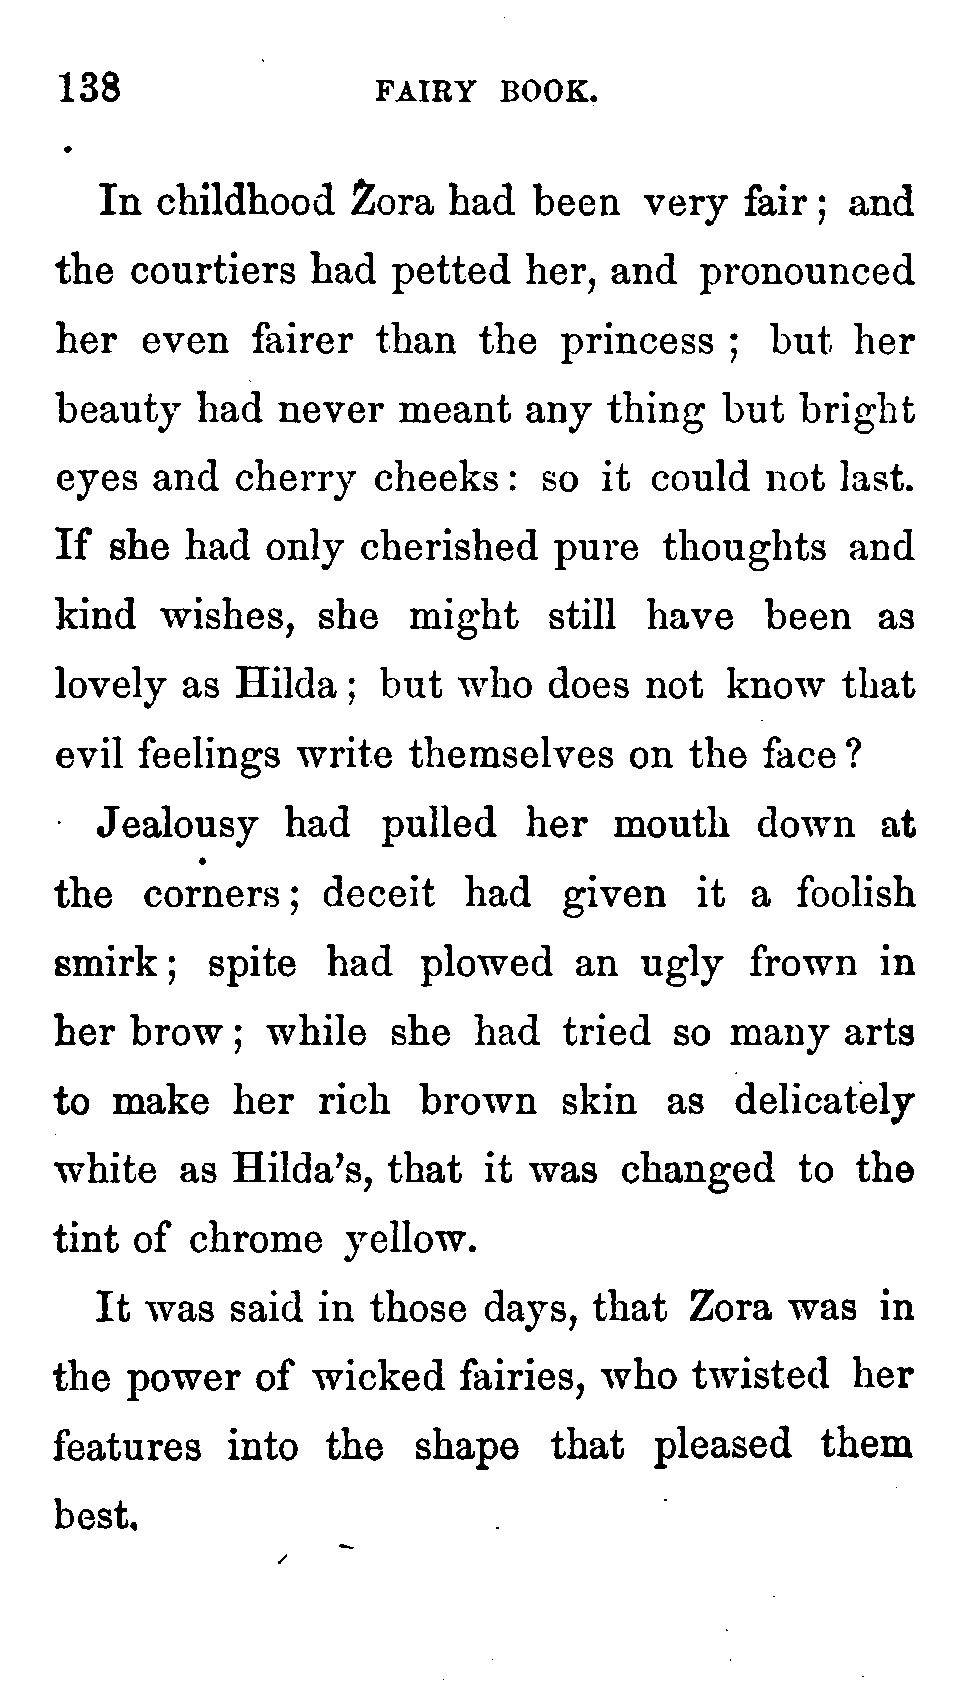 138 FAIRY BOOK.
In childhood Zora had been very fair; and
the courtiers had petted her, and pronounced
her even fairer than the princess; but her
beauty had never meant any thing but bright
eyes and cherry cheeks: so it could not last.
If she had only cherished pure thoughts and
kind wishes, she might still have been as
lovely as Hilda; but who does not know that
evil feelings write themselves on the face?
Jealousy had pulled her mouth down at
the corners; deceit had given it a foolish
smirk; spite had plowed an ugly frown in
her brow; while she had tried so many arts
to make her rich brown skin as delicately
white as Hilda's, that it was changed to the
tint of chrome yellow.
It was said in those days, that Zora was in
the power of wicked fairies, who twisted her
features into the shape that pleased them
best.